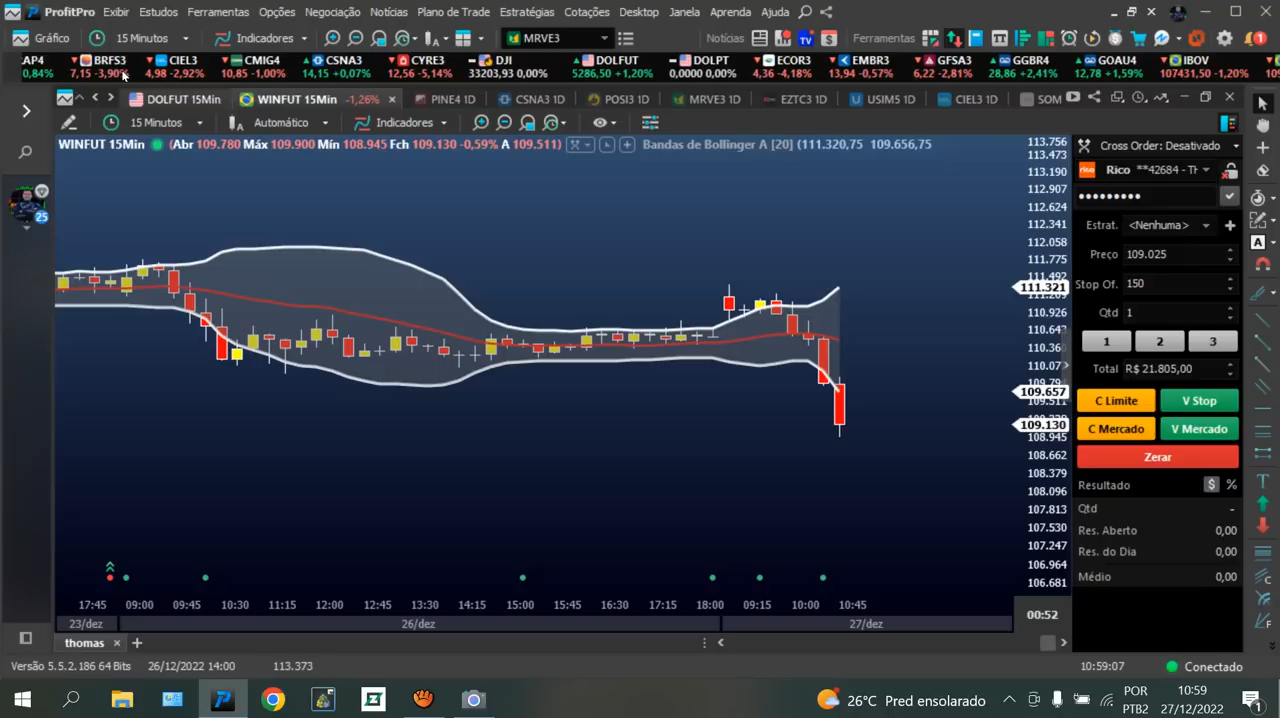 ProfitPro Exibir Estudos Ferramentas Opções Negociação Notícias Plano de Trade Estratégias Cotações Desktop Janela Aprenda Ajuda
Gráfico 15 Minutos Indicadores MRVE3 Notícias Ferramentas
AP4 BRFS3 CIEL3 CMIG4 CSNA3 CYRE3 DJI DOLFUT DOLPT ECOR3 EMBR3 GFSA3 GGBR4 GOAU4 IBOV
0,84% 7,15 -3,90% 4,98 -2,92% 10,85 -1,00% 14,15 +0,07% 12,56 -5,14% 33203,93 0,00% 5286,50 +1,20% 0,0000 0,00% 4,36 -4,18% 13,94 -0,57% 6,22 -2,81% 28,86 +2,41% 12,78 +1,59% 107431,50 -1,20%
DOLFUT 15Min WINFUT 15Min -1,26% PINE4 1D CSNA3 1D POSI3 1D MRVE3 1D EZTC3 1D USIM5 1D CIEL3 1D SOM
15 Minutos Automático Indicadores
WINFUT 15Min (Abr 109.780 Máx 109.900 Mín 108.945 Fch 109.130 -0,59% A 109.511) Bandas de Bollinger A [20] (111.320,75 109.656,75
113.756
113.473
113.190
112.907
112.624
112.341
112.058
111.775
111.492
111.321
110.926
110.643
110.360
110.07
109.657
109.511
109.130
108.945
108.662
108.379
108.096
107.813
107.530
107.247
106.964
106.681
Cross Order: Desativado
Rico **42684 - TH
Estrat. <Nenhuma>
Preço 109.025
Stop Of. 150
Qtd 1
1 2 3
Total R$ 21.805,00
C Limite V Stop
C Mercado V Mercado
Zerar
Resultado $ %
Qtd -
Res. Aberto 0,00
Res. do Dia 0,00
Médio 0,00
25
17:45 09:00 09:45 10:30 11:15 12:00 12:45 13:30 14:15 15:00 15:45 16:30 17:15 18:00 09:15 10:00 10:45
23/dez 26/dez 27/dez
00:52
thomas
Versão 5.5.2.186 64 Bits 26/12/2022 14:00 113.373 10:59:07 Conectado
26°C Pred ensolarado POR PTB2 10:59 27/12/2022